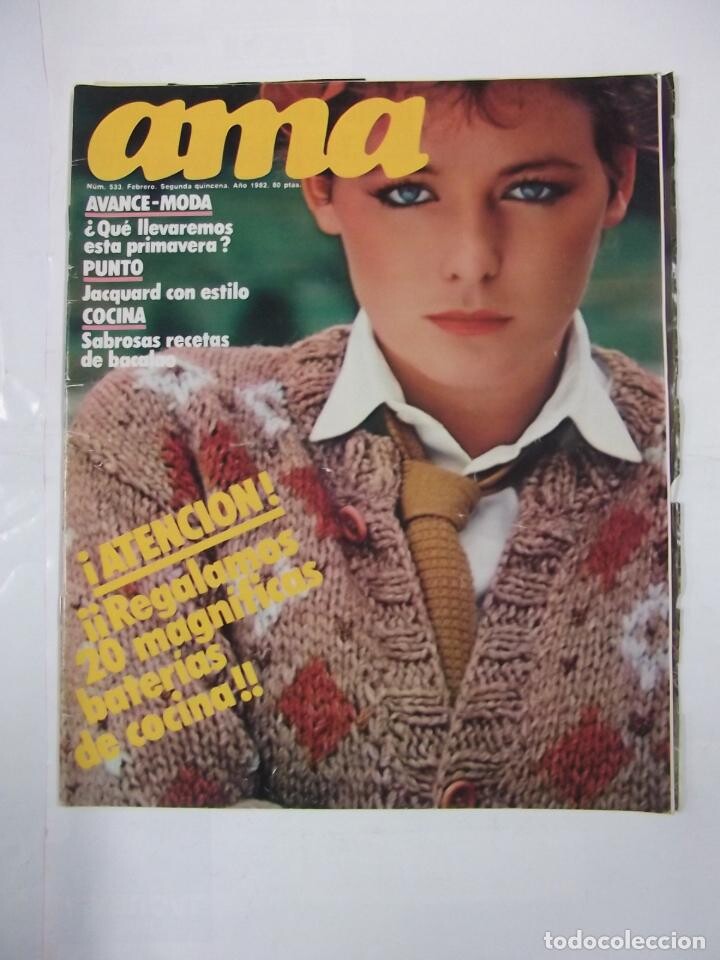 ama
Núm. 533. Febrero. Segunda quincena. Año 1982. 80 ptas.
AVANCE-MODA
¿Qué llevaremos
esta primavera?
PUNTO
Jacquard con estilo
COCINA
Sabrosas recetas
de bacalao
¡ATENCION!
¡¡Regalamos
20 magníficas
baterías
de cocina!!
todocoleccion